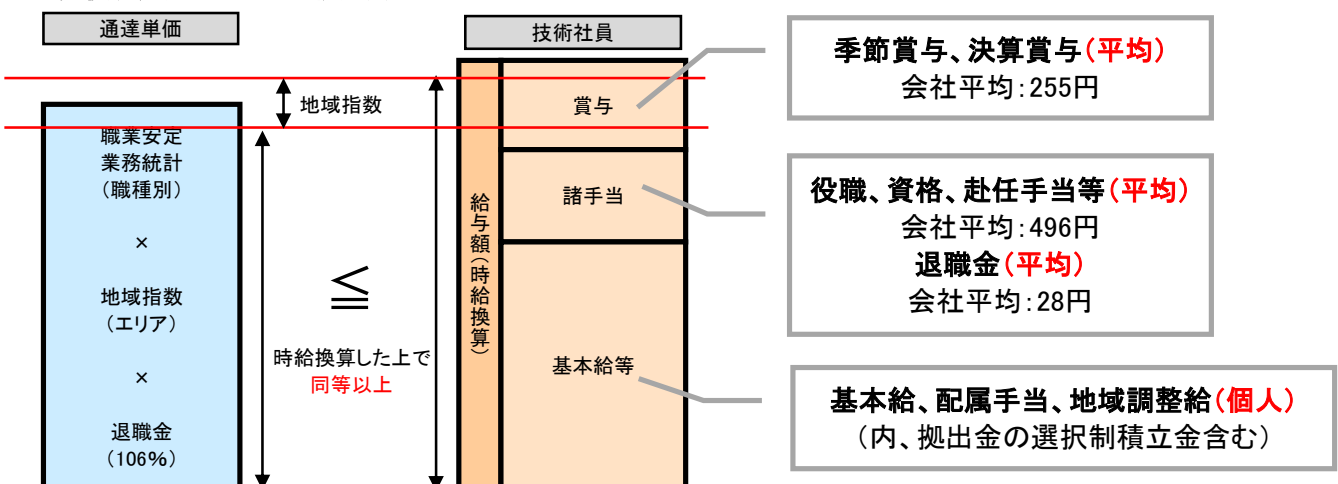 通達単価
職業安定
業務統計
(職種別)
×
地域指数
(エリア)
×
退職金
(106%)
地域指数
≦
時給換算した上で
同等以上
技術社員
給与額(時給換算)
賞与
諸手当
基本給等
季節賞与、決算賞与(平均)
会社平均:255円
役職、資格、赴任手当等(平均)
会社平均:496円
退職金(平均)
会社平均:28円
基本給、配属手当、地域調整給(個人)
(内、拠出金の選択制積立金含む)